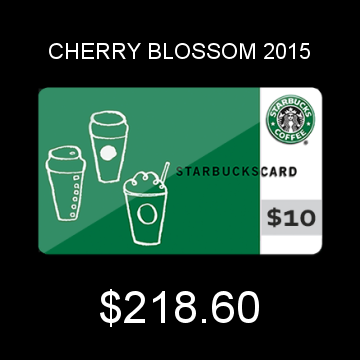 CHERRY BLOSSOM 2015
STARBUCKS
COFFEE
STARBUCKSCARD
$10
$218.60